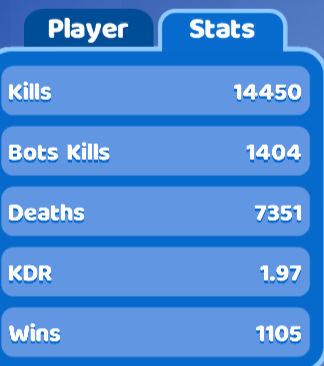 Player Stats
Kills 14450
Bots Kills 1404
Deaths 7351
KDR 1.97
Wins 1105